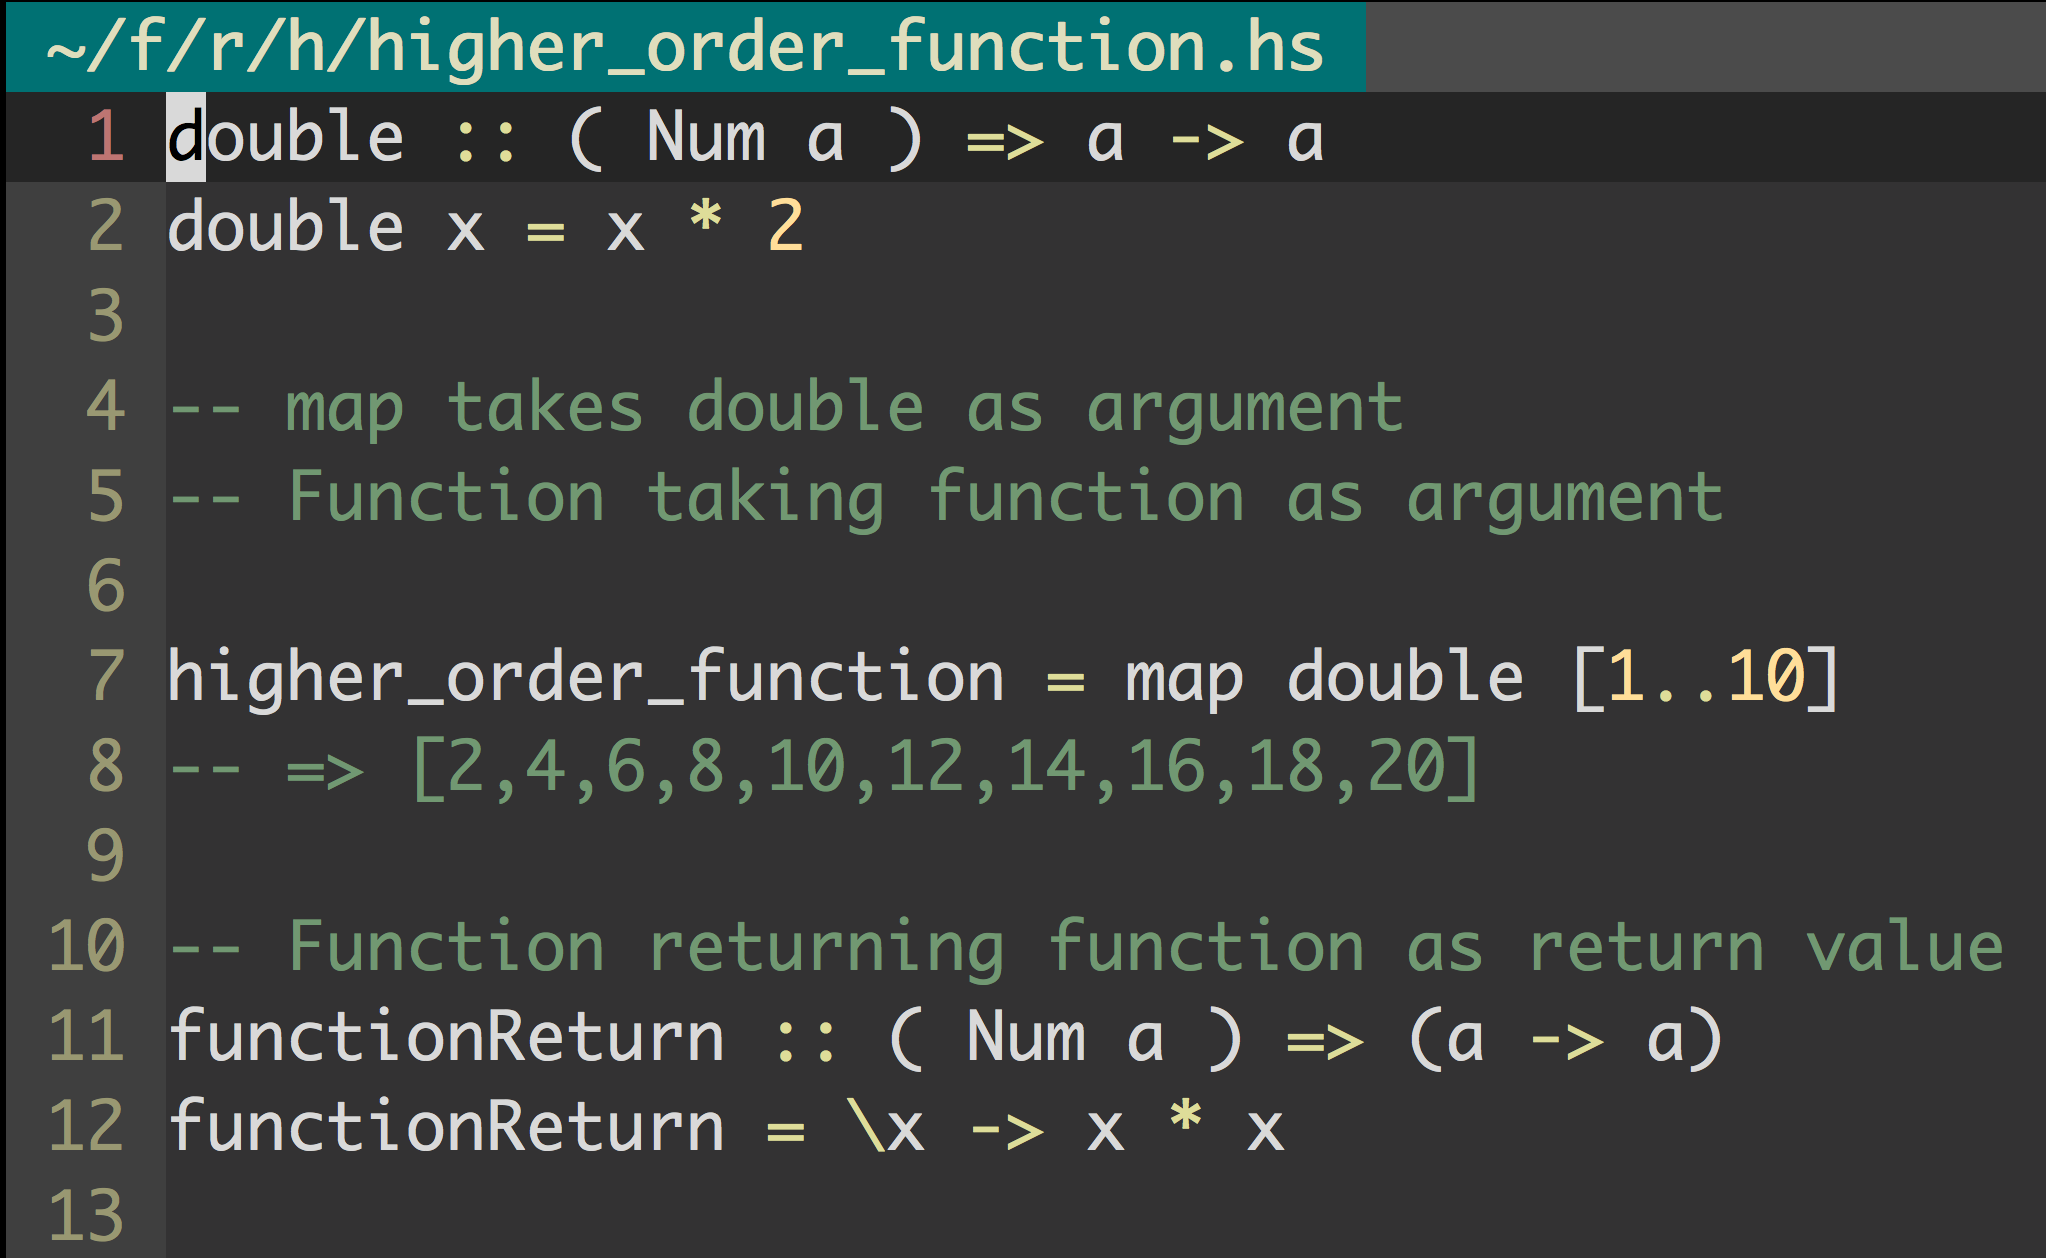 ~/f/r/h/higher_order_function.hs
1 double :: ( Num a ) => a -> a
2 double x = x * 2
3
4 -- map takes double as argument
5 -- Function taking function as argument
6
7 higher_order_function = map double [1..10]
8 -- => [2,4,6,8,10,12,14,16,18,20]
9
10 -- Function returning function as return value
11 functionReturn :: ( Num a ) => (a -> a)
12 functionReturn = \x -> x * x
13